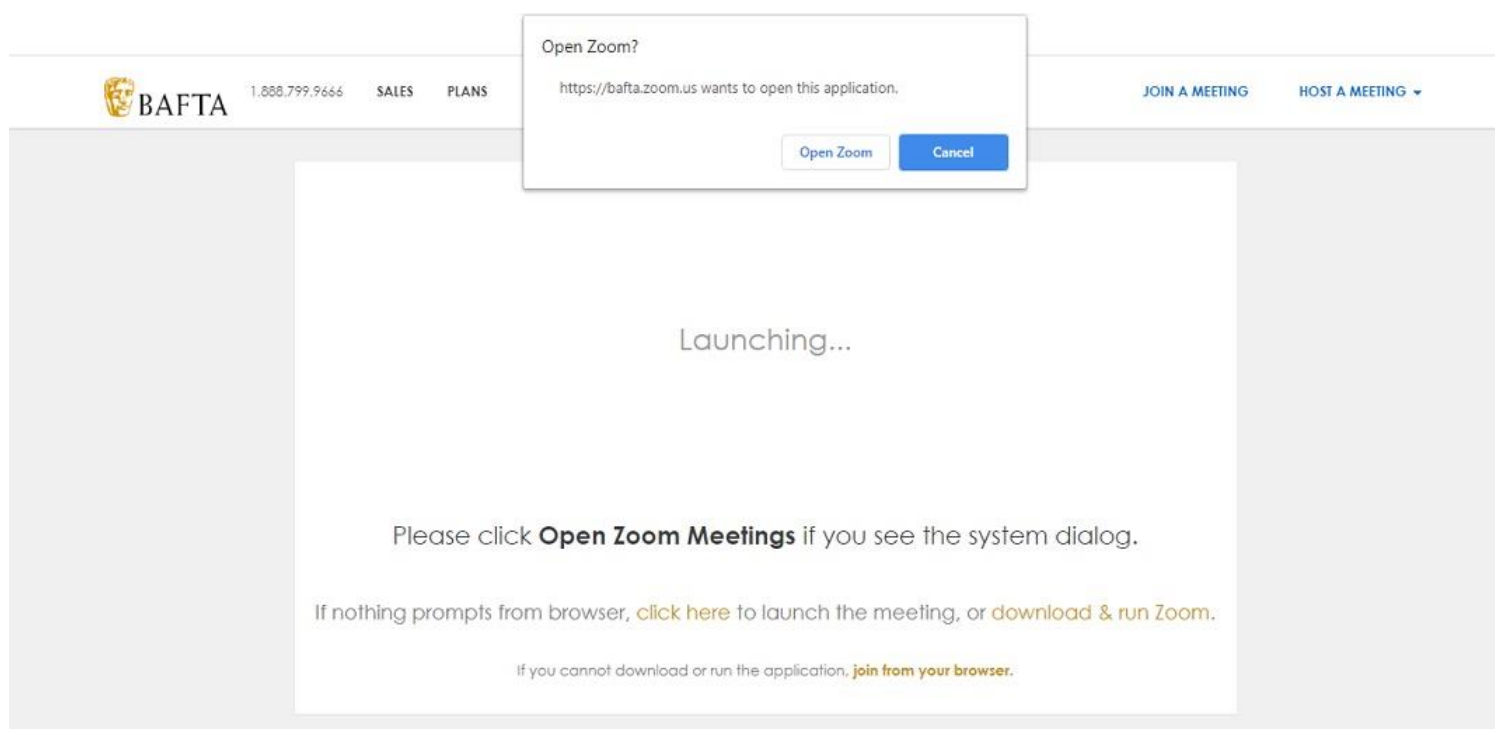 Open Zoom?
https://bafta.zoom.us wants to open this application.
Open Zoom Cancel
BAFTA 1.888.799.9666 SALES PLANS JOIN A MEETING HOST A MEETING
Launching...
Please click Open Zoom Meetings if you see the system dialog.
If nothing prompts from browser, click here to launch the meeting, or download & run Zoom.
If you cannot download or run the application, join from your browser.